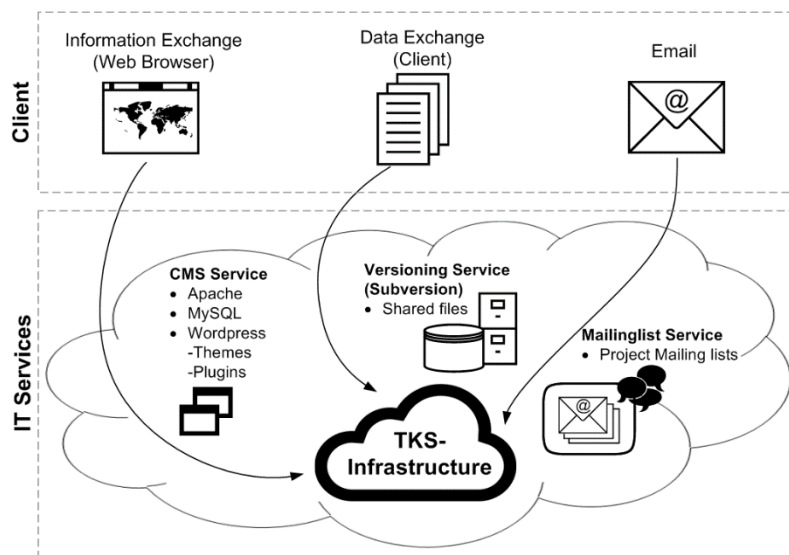 Client
Information Exchange
(Web Browser)
Data Exchange
(Client)
Email
@
IT Services
CMS Service
• Apache
• MySQL
• Wordpress
-Themes
-Plugins
Versioning Service
(Subversion)
• Shared files
Mailinglist Service
• Project Mailing lists
@
TKS-
Infrastructure